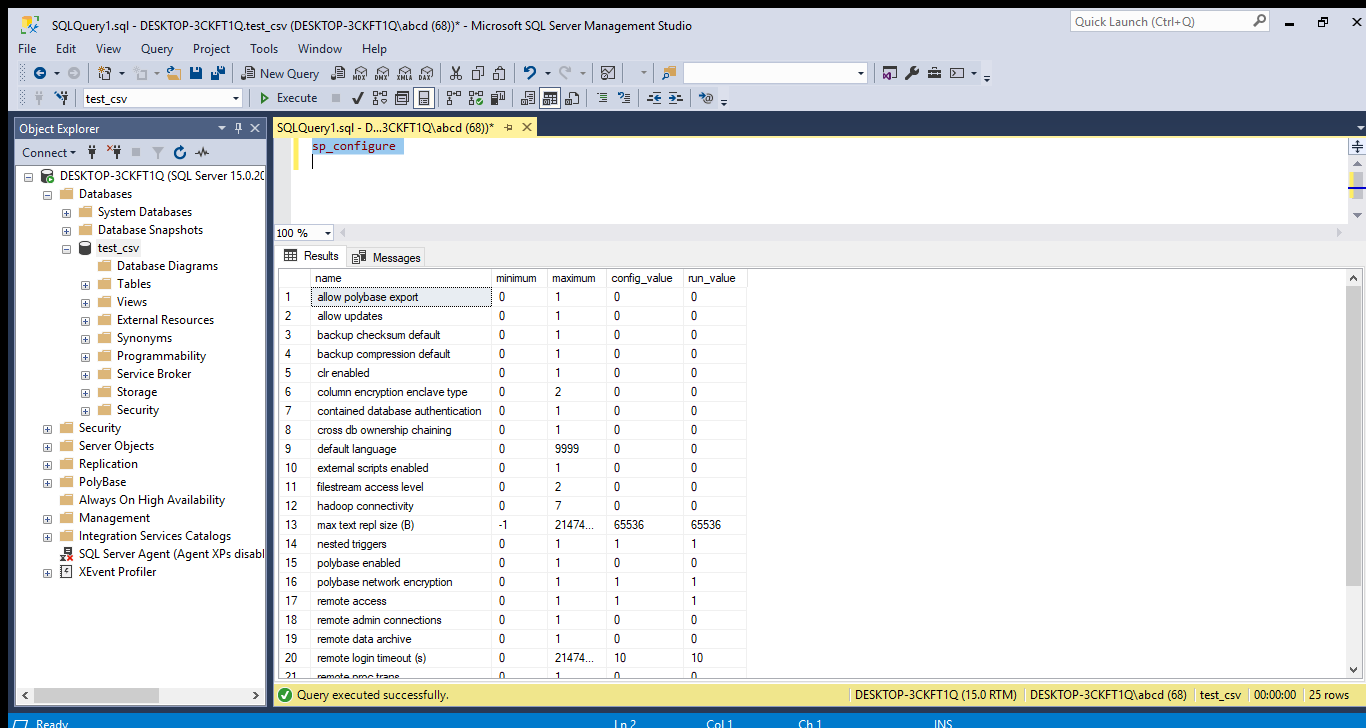 SQLQuery1.sql - DESKTOP-3CKFT1Q.test_csv (DESKTOP-3CKFT1Q\abcd (68))* - Microsoft SQL Server Management Studio
Quick Launch (Ctrl+Q)
File Edit View Query Project Tools Window Help
New Query MDX DMX XMLA DAX
test_csv Execute
Object Explorer
SQLQuery1.sql - D...3CKFT1Q\abcd (68))*
Connect
sp_configure
DESKTOP-3CKFT1Q (SQL Server 15.0.20
Databases
System Databases
Database Snapshots
test_csv
Database Diagrams
Tables
Views
External Resources
Synonyms
Programmability
Service Broker
Storage
Security
Security
Server Objects
Replication
PolyBase
Always On High Availability
Management
Integration Services Catalogs
SQL Server Agent (Agent XPs disabl
XEvent Profiler
100 %
Results Messages
name minimum maximum config_value run_value
1 allow polybase export 0 1 0 0
2 allow updates 0 1 0 0
3 backup checksum default 0 1 0 0
4 backup compression default 0 1 0 0
5 clr enabled 0 1 0 0
6 column encryption enclave type 0 2 0 0
7 contained database authentication 0 1 0 0
8 cross db ownership chaining 0 1 0 0
9 default language 0 9999 0 0
10 external scripts enabled 0 1 0 0
11 filestream access level 0 2 0 0
12 hadoop connectivity 0 7 0 0
13 max text repl size (B) -1 21474... 65536 65536
14 nested triggers 0 1 1 1
15 polybase enabled 0 1 0 0
16 polybase network encryption 0 1 1 1
17 remote access 0 1 1 1
18 remote admin connections 0 1 0 0
19 remote data archive 0 1 0 0
20 remote login timeout (s) 0 21474... 10 10
21 remote proc trans 0 1 0 0
Query executed successfully. DESKTOP-3CKFT1Q (15.0 RTM) DESKTOP-3CKFT1Q\abcd (68) test_csv 00:00:00 25 rows
Ready Ln 2 Col 1 Ch 1 INS